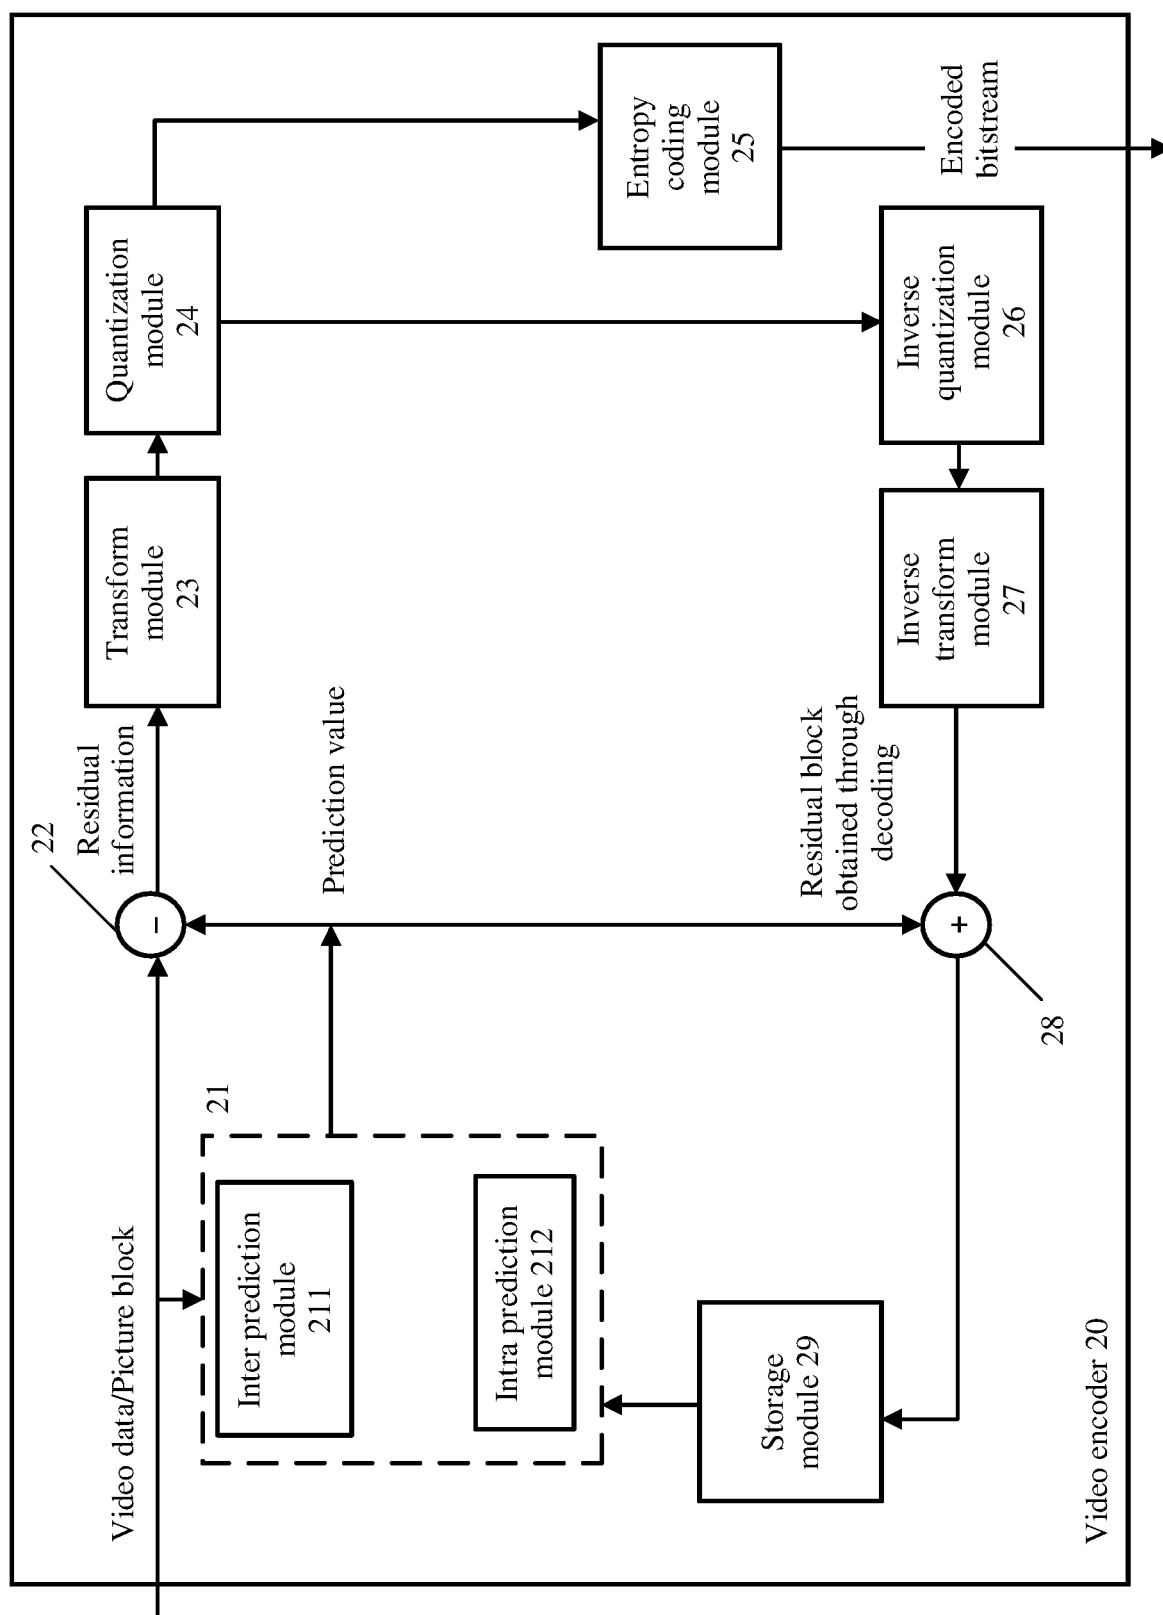 Video data/Picture block
22
Residual
information
Transform
module
23
Quantization
module
24
21
Inter prediction
module
211
Intra prediction
module 212
Prediction value
Entropy
coding
module
25
Encoded
bitstream
Storage
module 29
Residual block
obtained through
decoding
-
+
28
Inverse
transform
module
27
Inverse
quantization
module
26
Video encoder 20